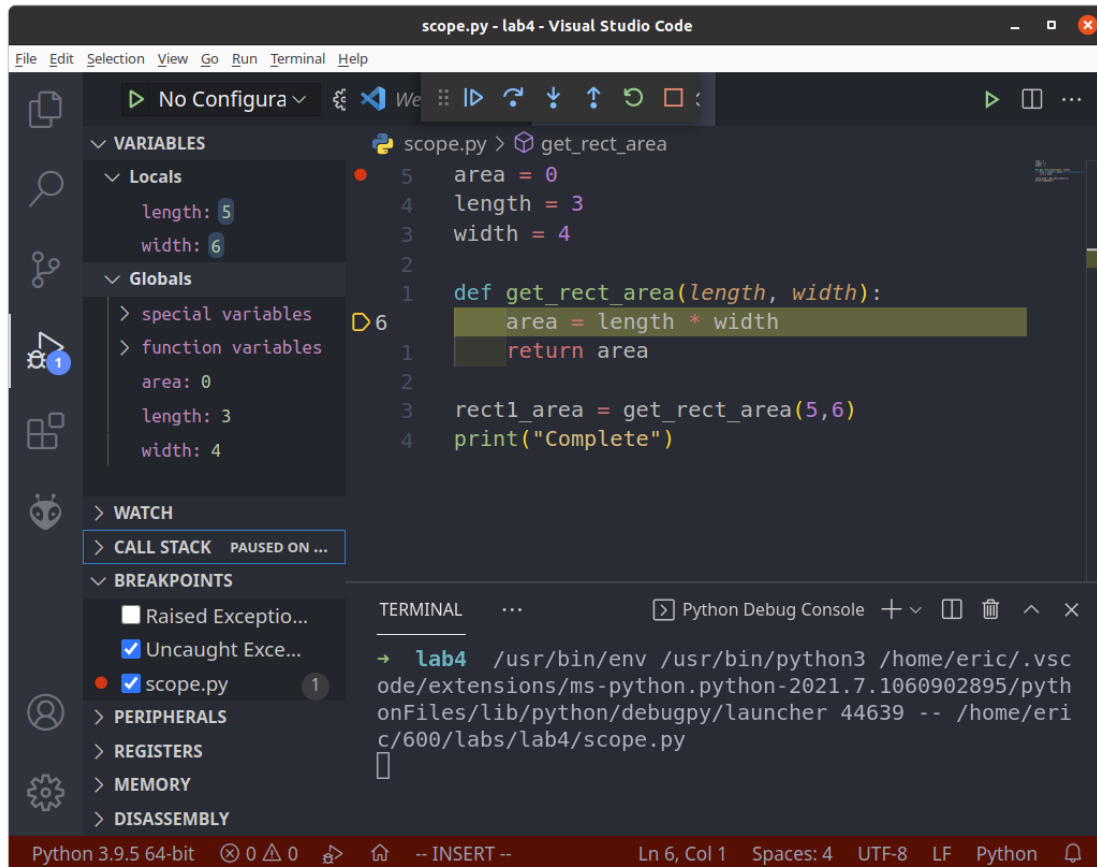 scope.py - lab4 - Visual Studio Code
File Edit Selection View Go Run Terminal Help
No Configura
We
VARIABLES
Locals
length: 5
width: 6
Globals
special variables
function variables
area: 0
length: 3
width: 4
WATCH
CALL STACK PAUSED ON ...
BREAKPOINTS
Raised Exceptio...
Uncaught Exce...
scope.py 1
PERIPHERALS
REGISTERS
MEMORY
DISASSEMBLY
1
scope.py > get_rect_area
5 area = 0
4 length = 3
3 width = 4
2
1 def get_rect_area(length, width):
6 area = length * width
1 return area
2
3 rect1_area = get_rect_area(5,6)
4 print("Complete")
TERMINAL ... Python Debug Console
→ lab4 /usr/bin/env /usr/bin/python3 /home/eric/.vsc
ode/extensions/ms-python.python-2021.7.1060902895/pyth
onFiles/lib/python/debugpy/launcher 44639 -- /home/eri
c/600/labs/lab4/scope.py
Python 3.9.5 64-bit 0 0 -- INSERT -- Ln 6, Col 1 Spaces: 4 UTF-8 LF Python